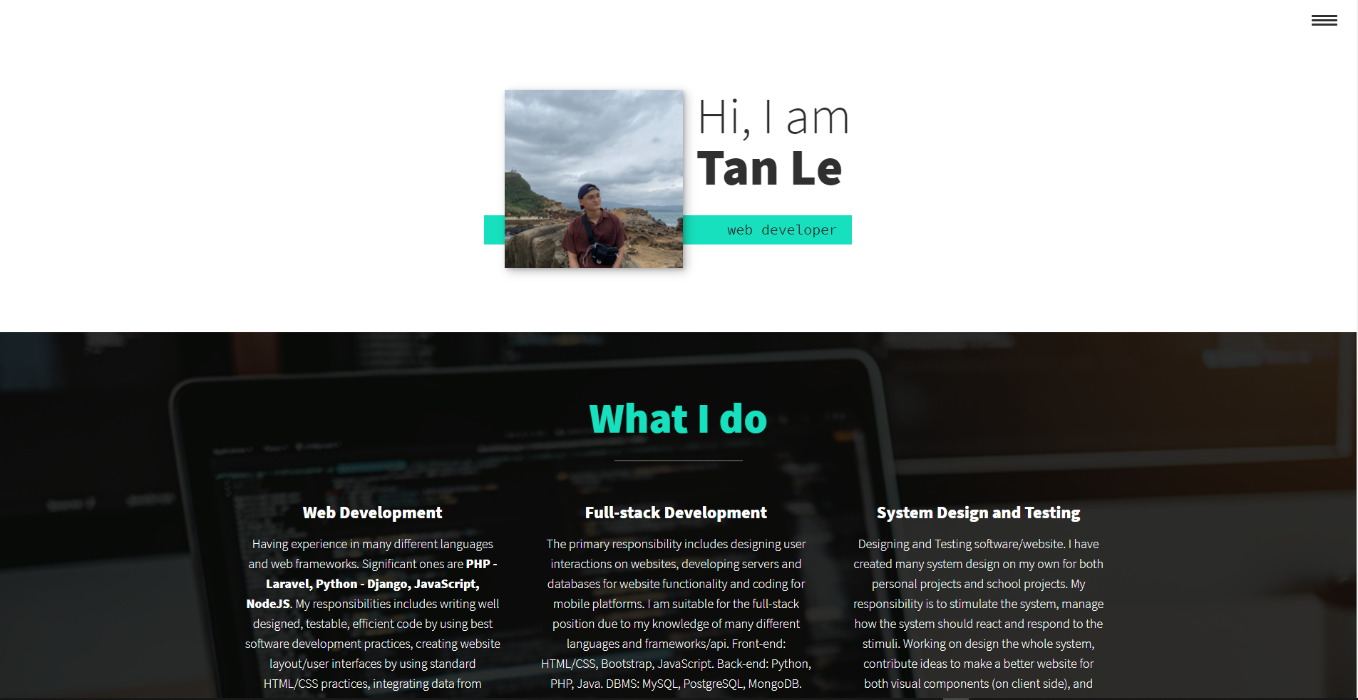 Hi, I am
Tan Le
web developer
What I do
Web Development
Having experience in many different languages
and web frameworks. Significant ones are PHP -
Laravel, Python - Django, JavaScript,
NodeJS. My responsibilities includes writing well
designed, testable, efficient code by using best
software development practices, creating website
layout/user interfaces by using standard
HTML/CSS practices, integrating data from
Full-stack Development
The primary responsibility includes designing user
interactions on websites, developing servers and
databases for website functionality and coding for
mobile platforms. I am suitable for the full-stack
position due to my knowledge of many different
languages and frameworks/api. Front-end:
HTML/CSS, Bootstrap, JavaScript. Back-end: Python,
PHP, Java. DBMS: MySQL, PostgreSQL, MongoDB.
System Design and Testing
Designing and Testing software/website. I have
created many system design on my own for both
personal projects and school projects. My
responsibility is to stimulate the system, manage
how the system should react and respond to the
stimuli. Working on design the whole system,
contribute ideas to make a better website for
both visual components (on client side), and